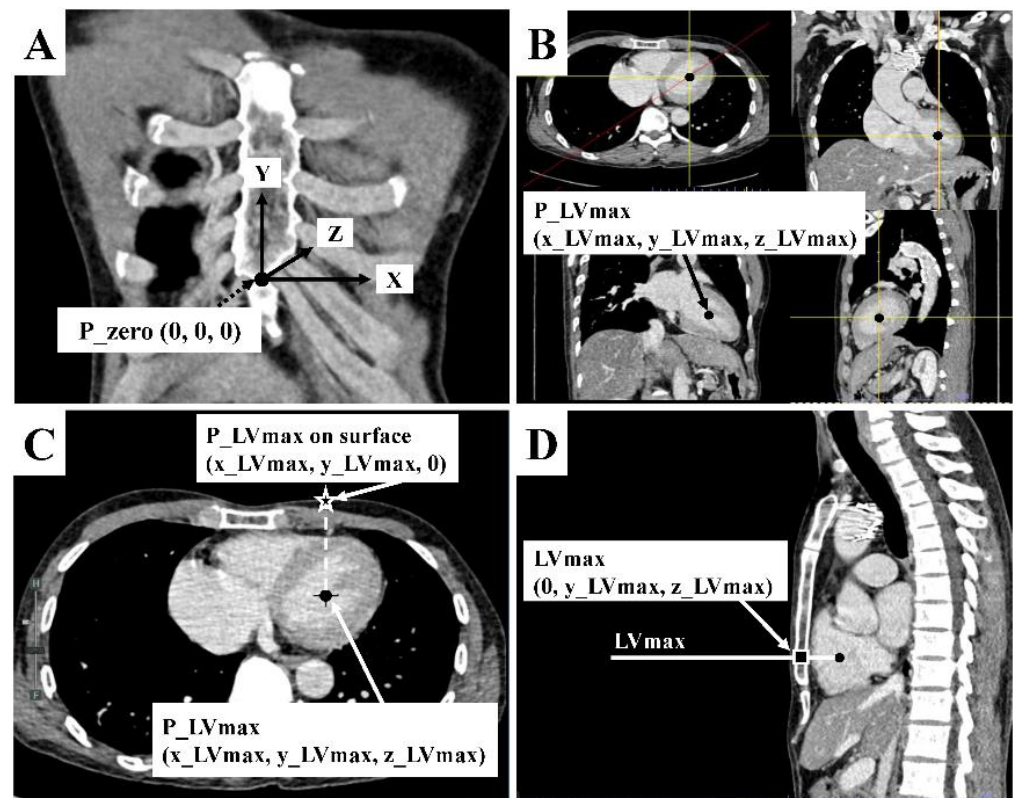 A
Y
Z
X
P_zero (0, 0, 0)
B
P_LVmax
(x_LVmax, y_LVmax, z_LVmax)
C
P_LVmax on surface
(x_LVmax, y_LVmax, 0)
H
F
P_LVmax
(x_LVmax, y_LVmax, z_LVmax)
D
LVmax
(0, y_LVmax, z_LVmax)
LVmax